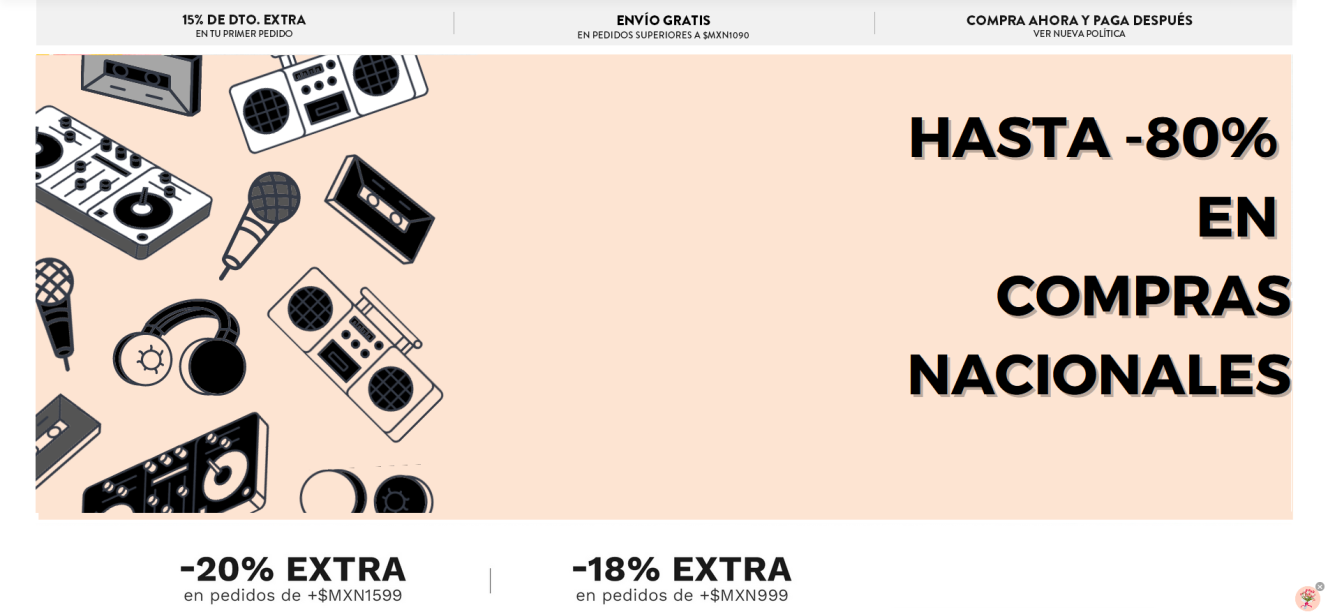 15% DE DTO. EXTRA
EN TU PRIMER PEDIDO
ENVÍO GRATIS
EN PEDIDOS SUPERIORES A $MXN1090
COMPRA AHORA Y PAGA DESPUÉS
VER NUEVA POLÍTICA
HASTA -80%
EN
COMPRAS
NACIONALES
-20% EXTRA
en pedidos de +$MXN1599
-18% EXTRA
en pedidos de +$MXN999